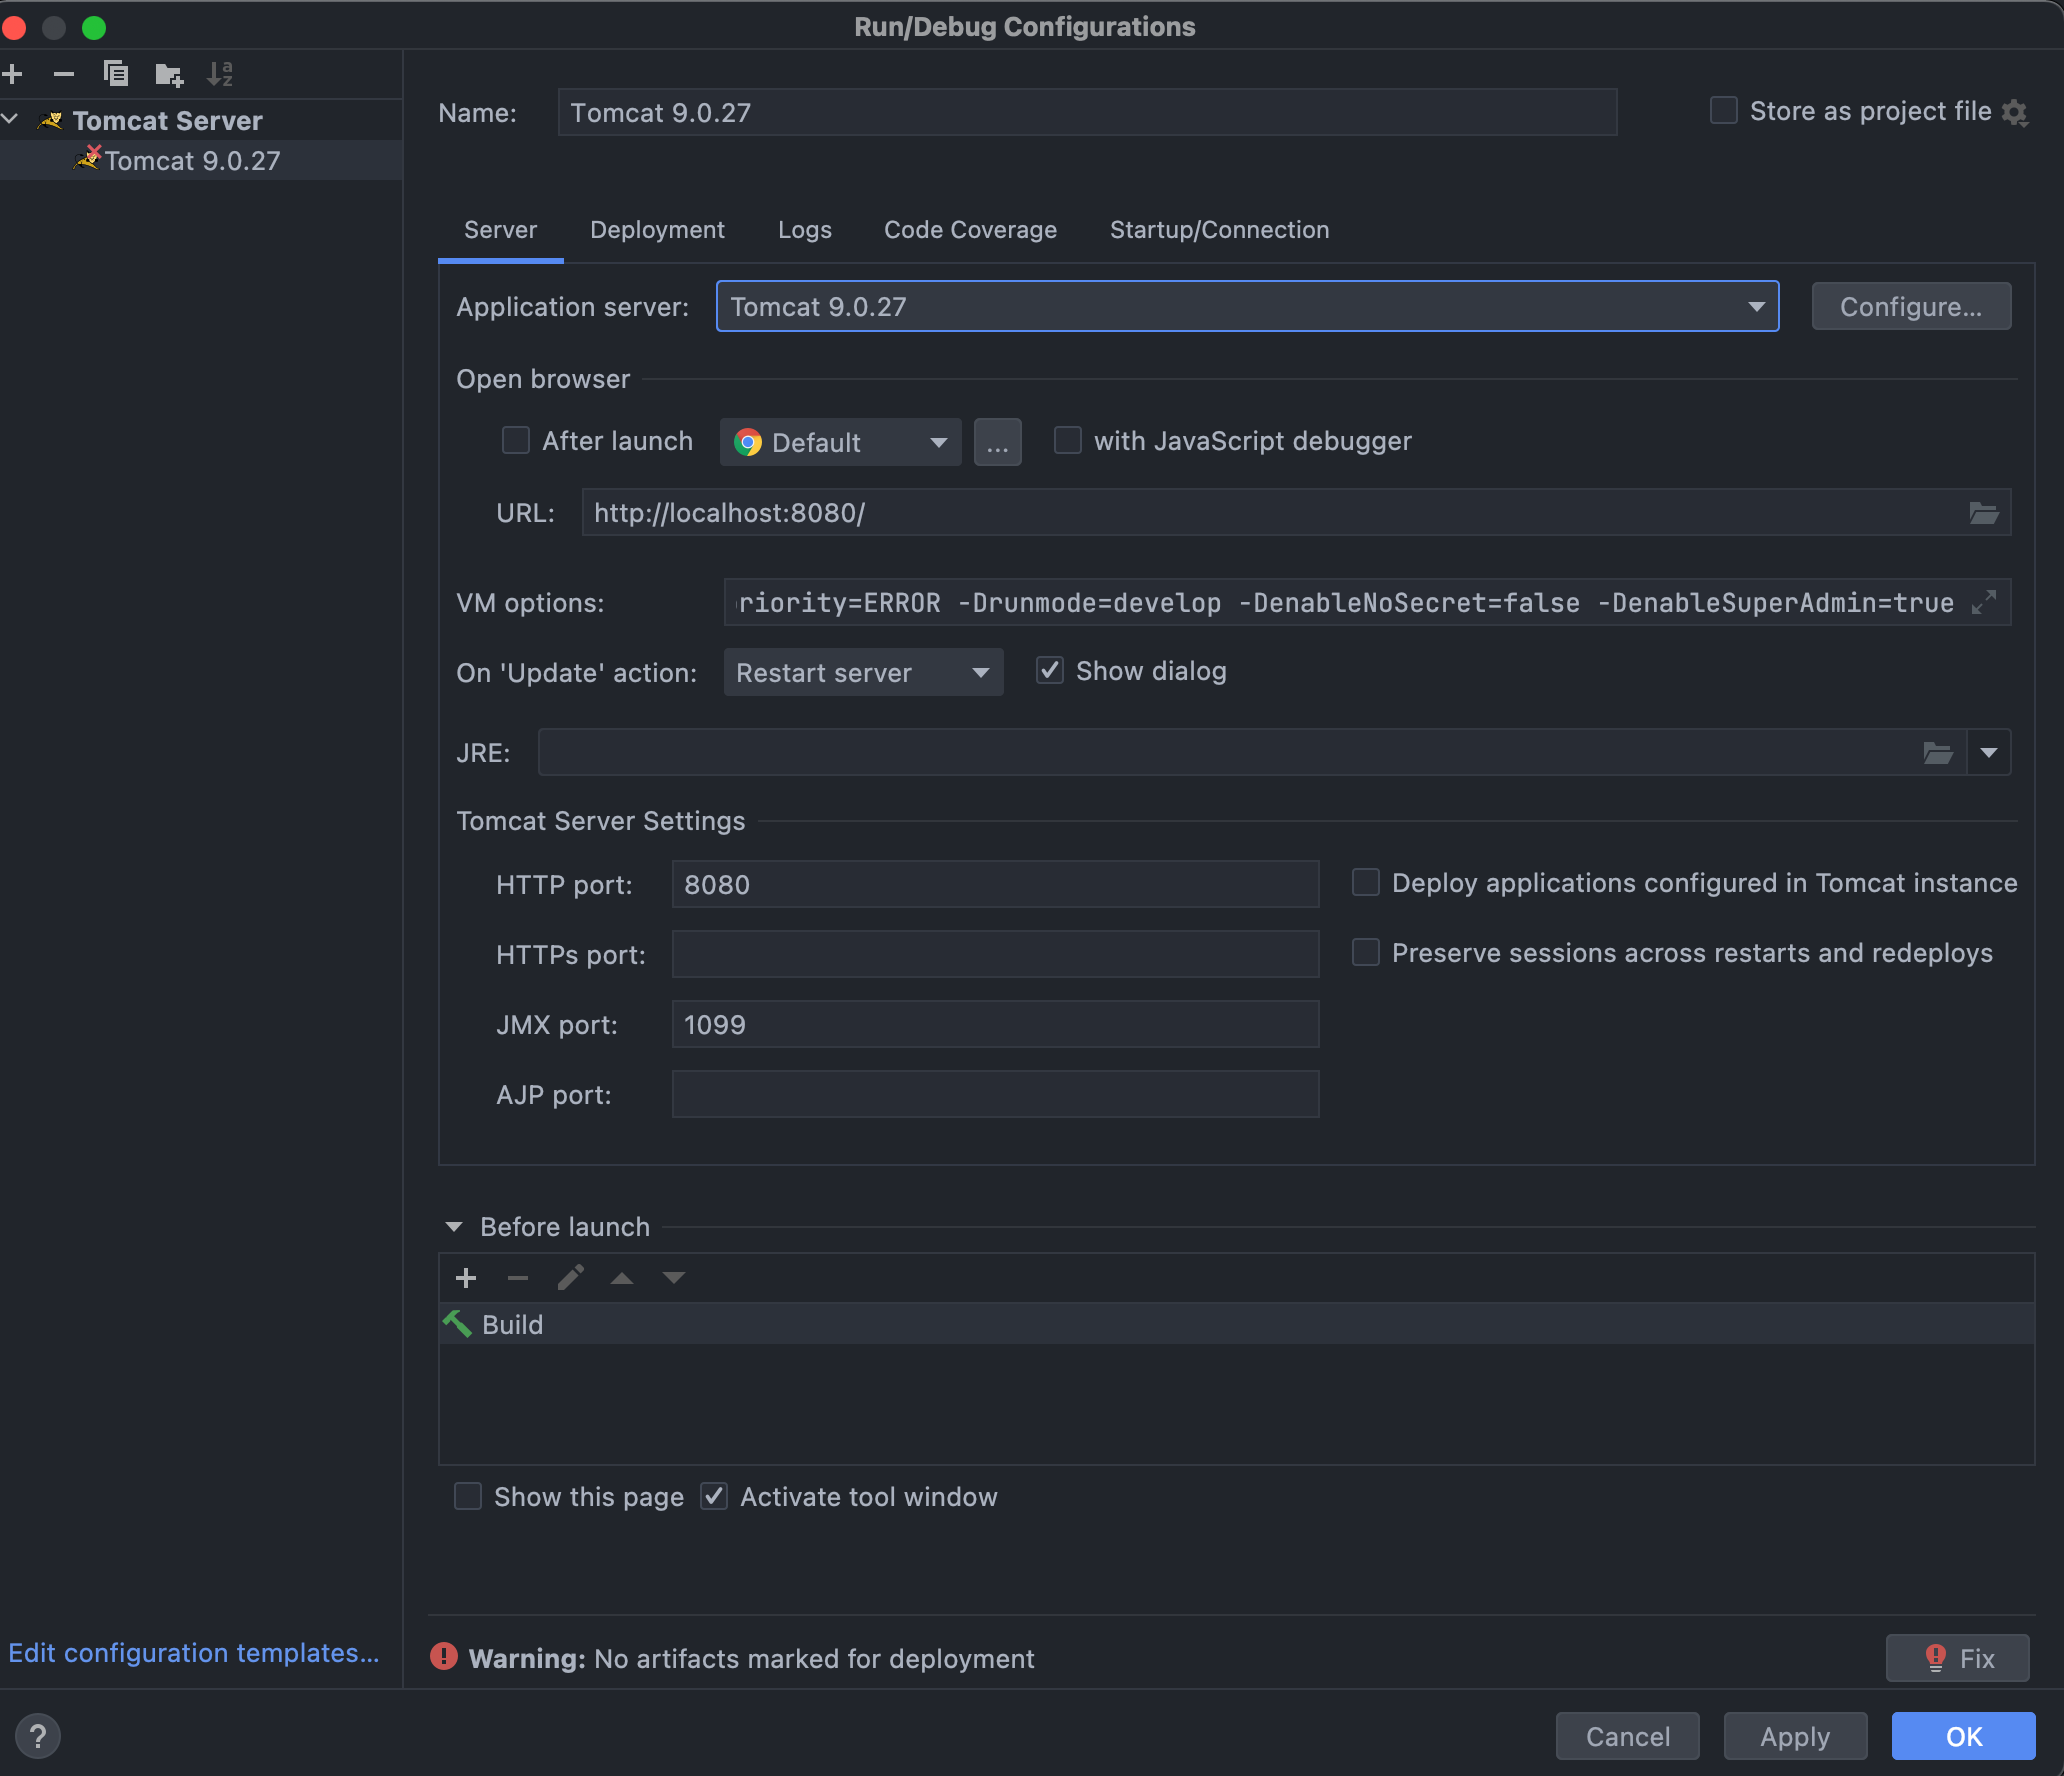 Run/Debug Configurations
Tomcat Server
Tomcat 9.0.27
Name: Tomcat 9.0.27 Store as project file
Server Deployment Logs Code Coverage Startup/Connection
Application server: Tomcat 9.0.27 Configure...
Open browser
After launch Default ... with JavaScript debugger
URL: http://localhost:8080/
VM options: riority=ERROR -Drunmode=develop -DenableNoSecret=false -DenableSuperAdmin=true
On 'Update' action: Restart server Show dialog
JRE:
Tomcat Server Settings
HTTP port: 8080 Deploy applications configured in Tomcat instance
HTTPs port: Preserve sessions across restarts and redeploys
JMX port: 1099
AJP port:
Before launch
Build
Show this page Activate tool window
Edit configuration templates...
Warning: No artifacts marked for deployment Fix
? Cancel Apply OK